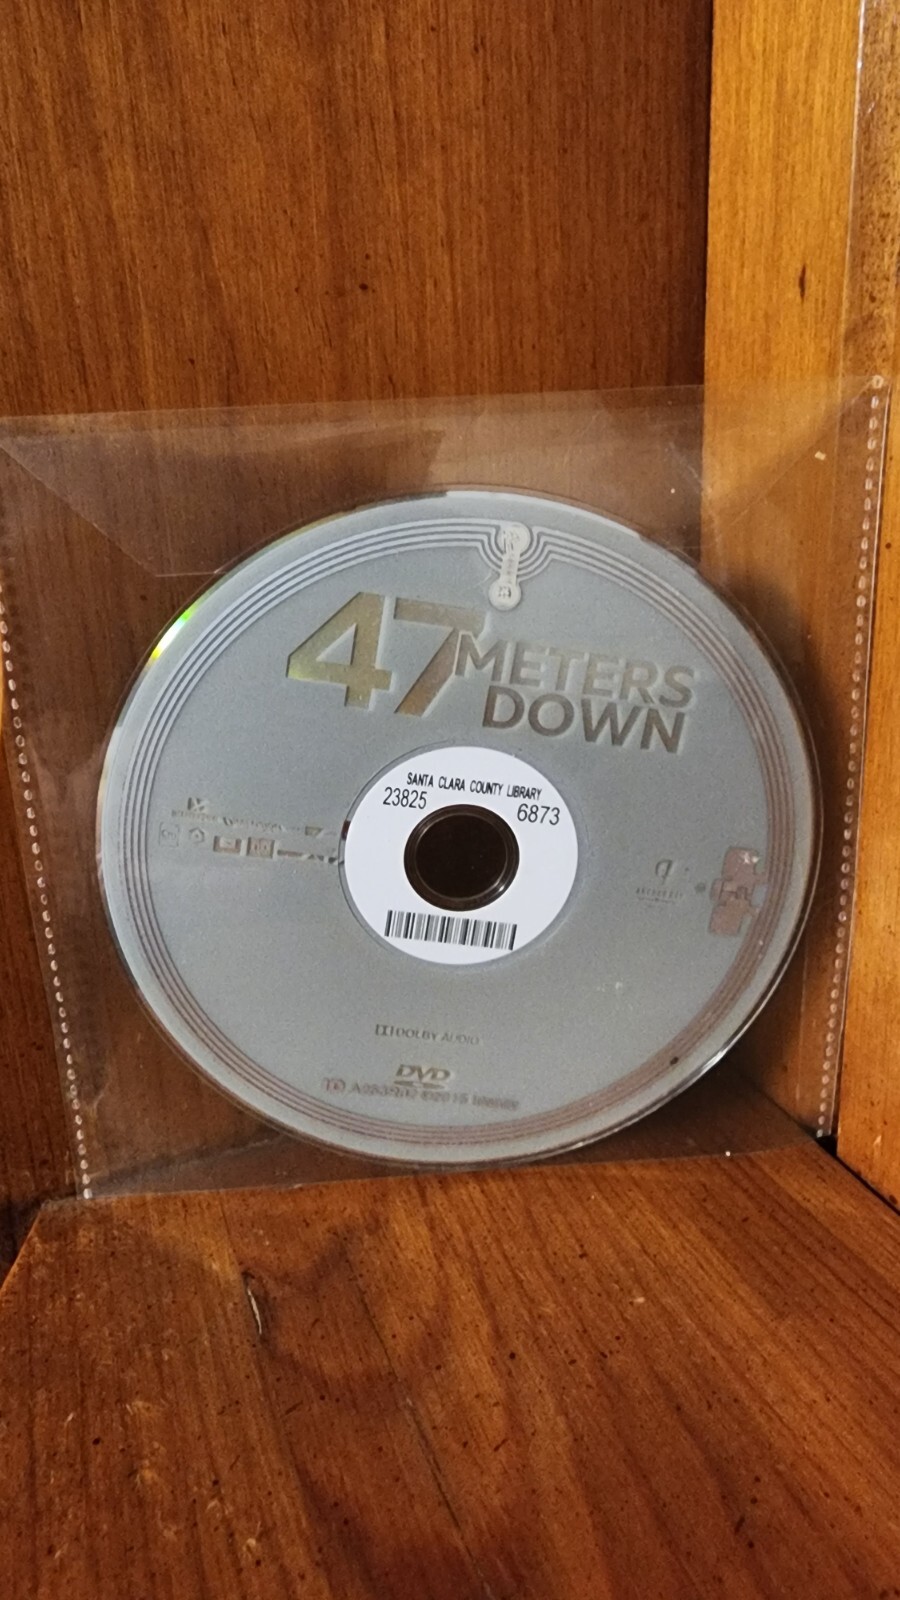 47 METERS
DOWN
SANTA CLARA COUNTY LIBRARY
23825 6873
DOLBY AUDIO
DVD